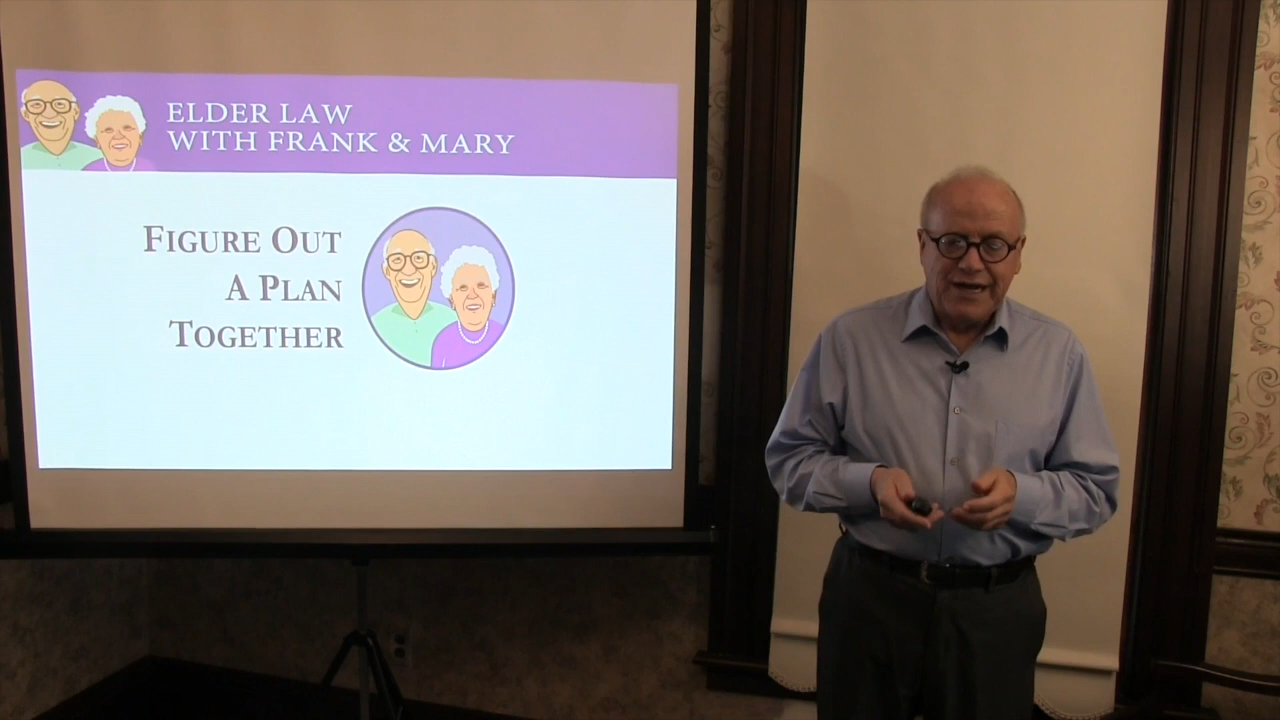 ELDER LAW
WITH FRANK & MARY
FIGURE OUT
A PLAN
TOGETHER